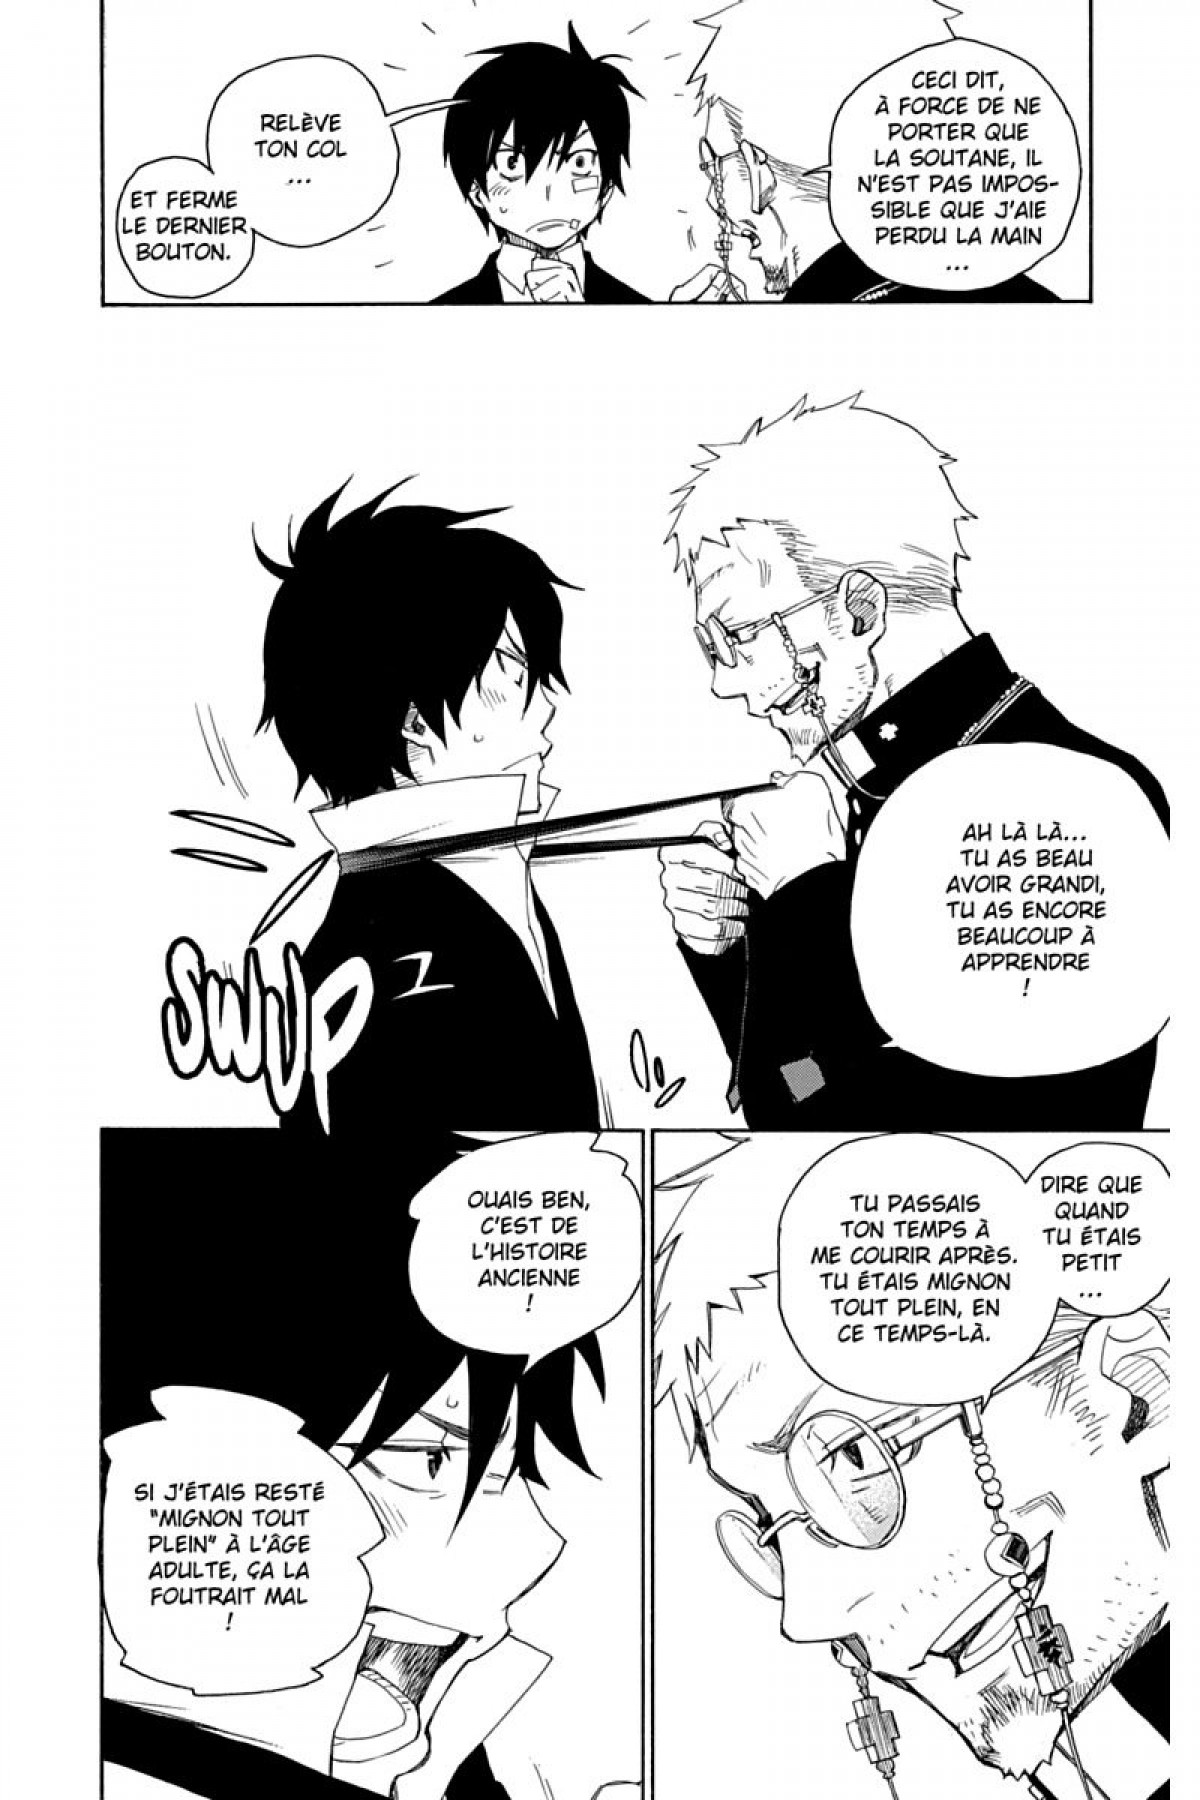 CECI DIT,
À FORCE DE NE
PORTER QUE
LA SOUTANE, IL
N'EST PAS IMPOS-
SIBLE QUE J'AIE
PERDU LA MAIN
...
RELÈVE
TON COL
...
ET FERME
LE DERNIER
BOUTON.
AH LÀ LÀ...
TU AS BEAU
AVOIR GRANDI,
TU AS ENCORE
BEAUCOUP À
APPRENDRE
!
SWUP
DIRE QUE
QUAND
TU ÉTAIS
PETIT
...
TU PASSAIS
TON TEMPS À
ME COURIR APRÈS.
TU ÉTAIS MIGNON
TOUT PLEIN, EN
CE TEMPS-LÀ.
OUAIS BEN,
C'EST DE
L'HISTOIRE
ANCIENNE
!
SI J'ÉTAIS RESTÉ
"MIGNON TOUT
PLEIN" À L'ÂGE
ADULTE, ÇA LA
FOUTRAIT MAL
!